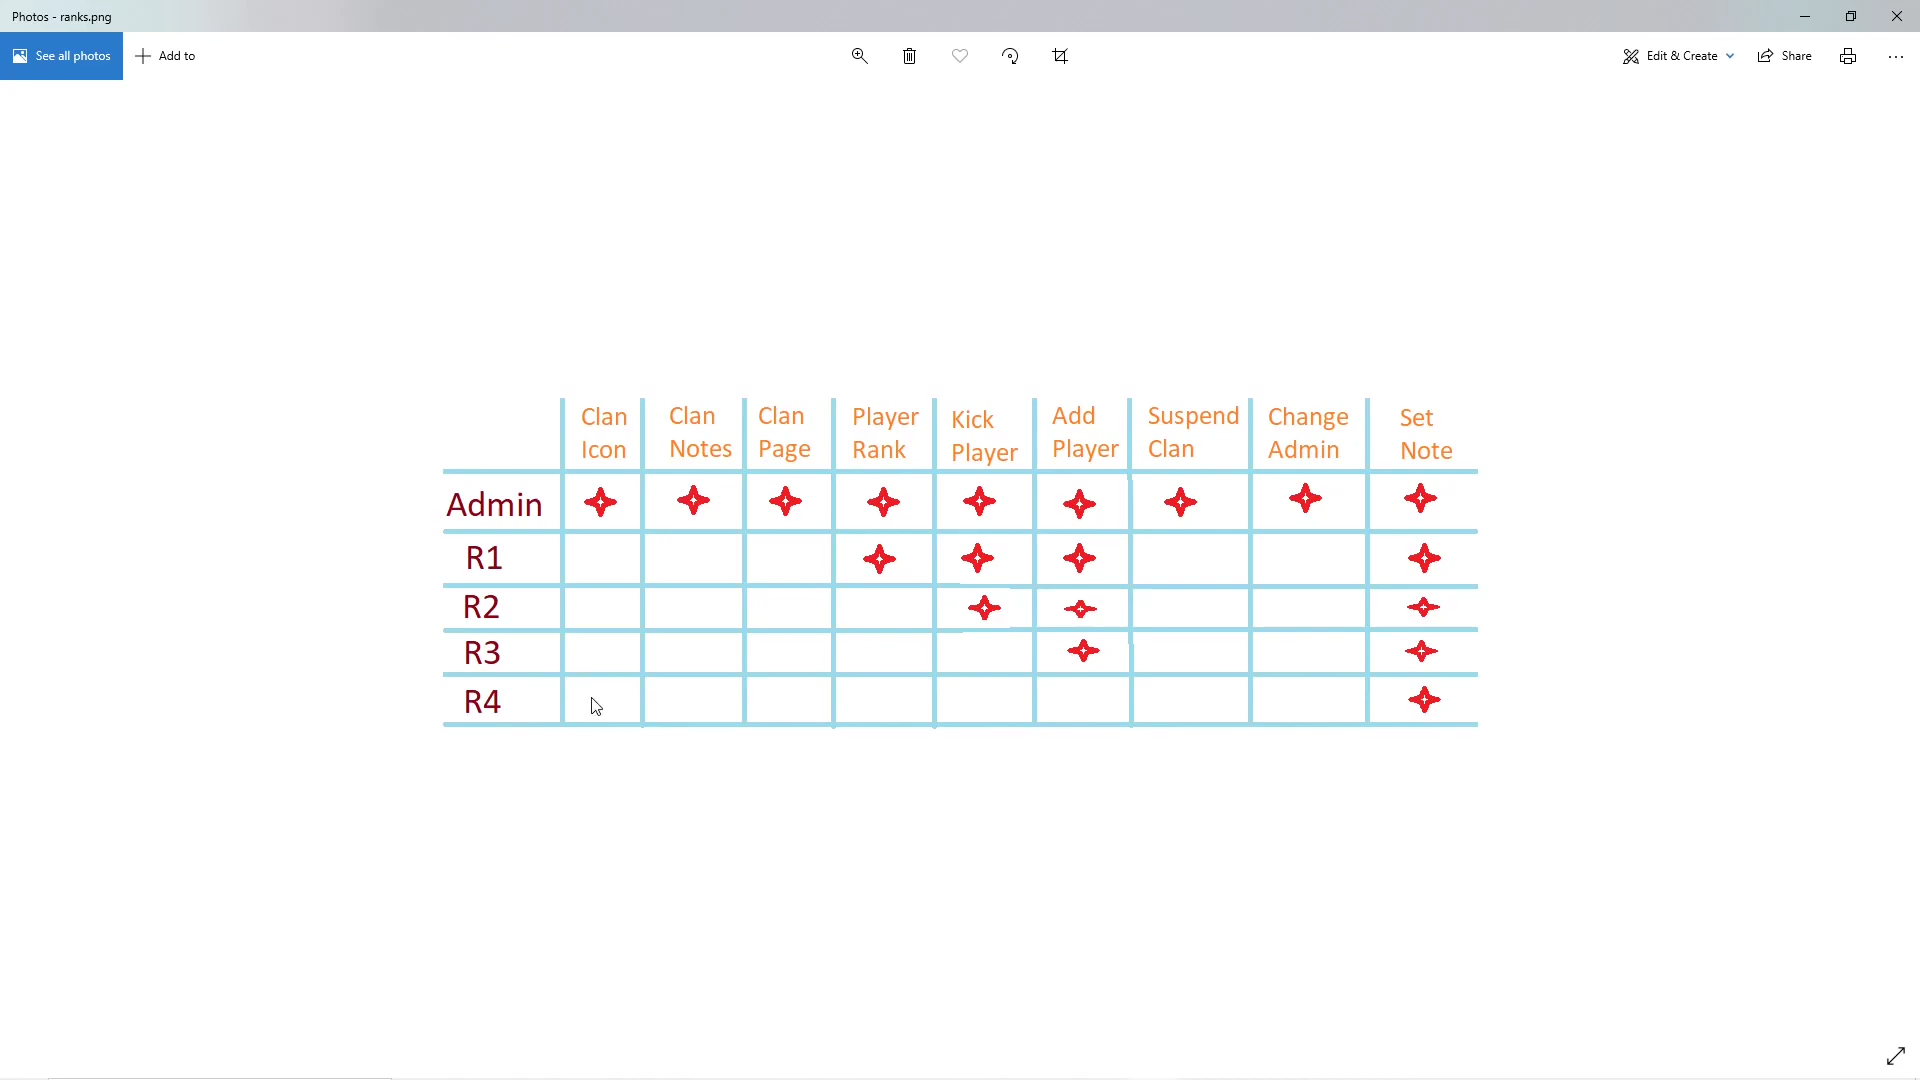 Photos - ranks.png
See all photos
Add to
Edit & Create
Share
Clan Icon
Clan Notes
Clan Page
Player Rank
Kick Player
Add Player
Suspend Clan
Change Admin
Set Note
Admin
R1
R2
R3
R4